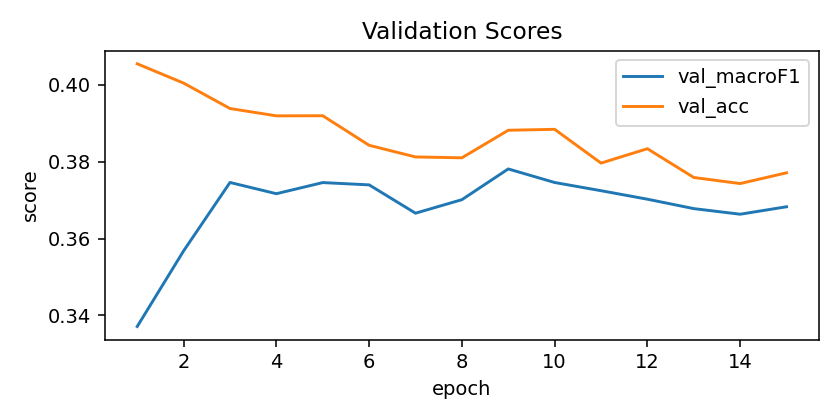 Validation Scores
val_macroF1
val_acc
score
0.40
0.38
0.36
0.34
2 4 6 8 10 12 14
epoch